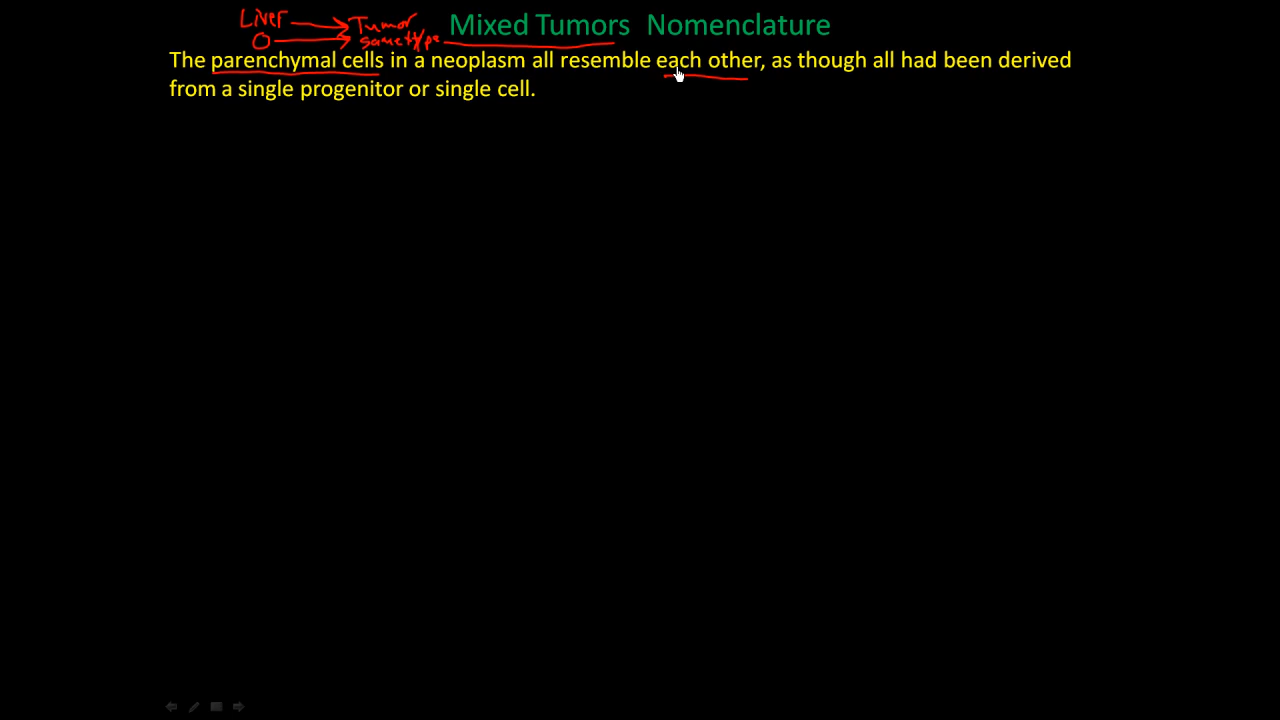 Liver Tumor Mixed Tumors Nomenclature
same type
The parenchymal cells in a neoplasm all resemble each other, as though all had been derived
from a single progenitor or single cell.